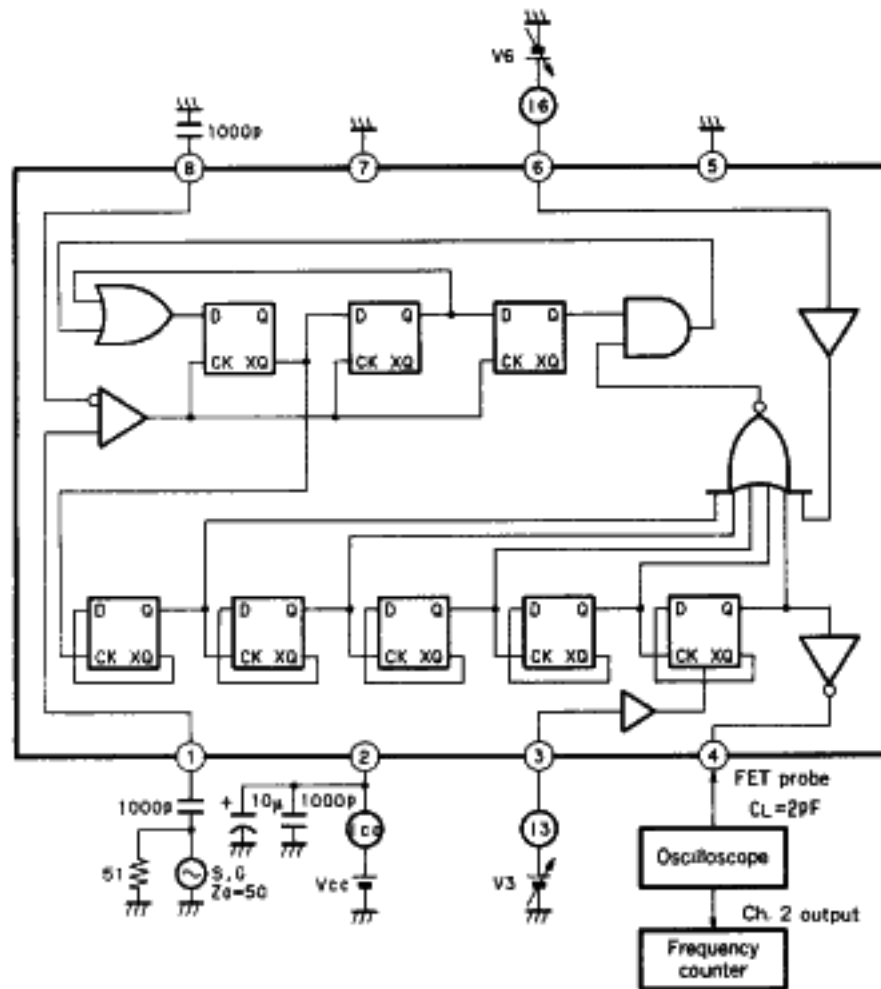 V6
16
1000p
8
7
6
5
D Q
CK XQ
D Q
CK XQ
D Q
CK XQ
D Q
CK XQ
D Q
CK XQ
D Q
CK XQ
D Q
CK XQ
D Q
CK XQ
1
2
3
4
1000p
+
10μ
1000p
Icc
I3
FET probe
CL=2pF
51
S.G
Zo=50
Vcc
V3
Oscilloscope
Ch. 2 output
Frequency
counter